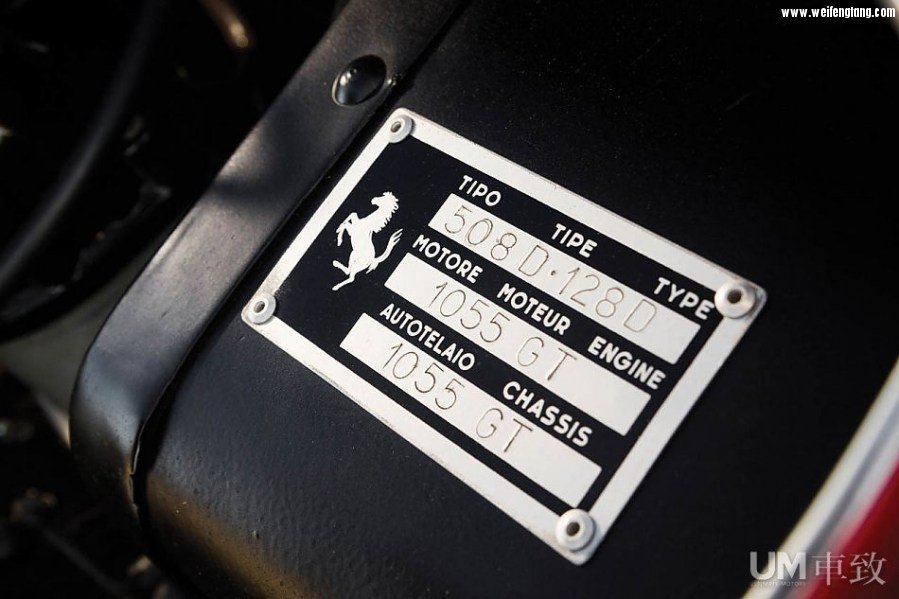 www.weifengtang.com
TIPO TIPE TYPE
508 D·128 D
MOTORE MOTEUR ENGINE
1055 GT
AUTOTELAIO CHASSIS
1055 GT
UM車致